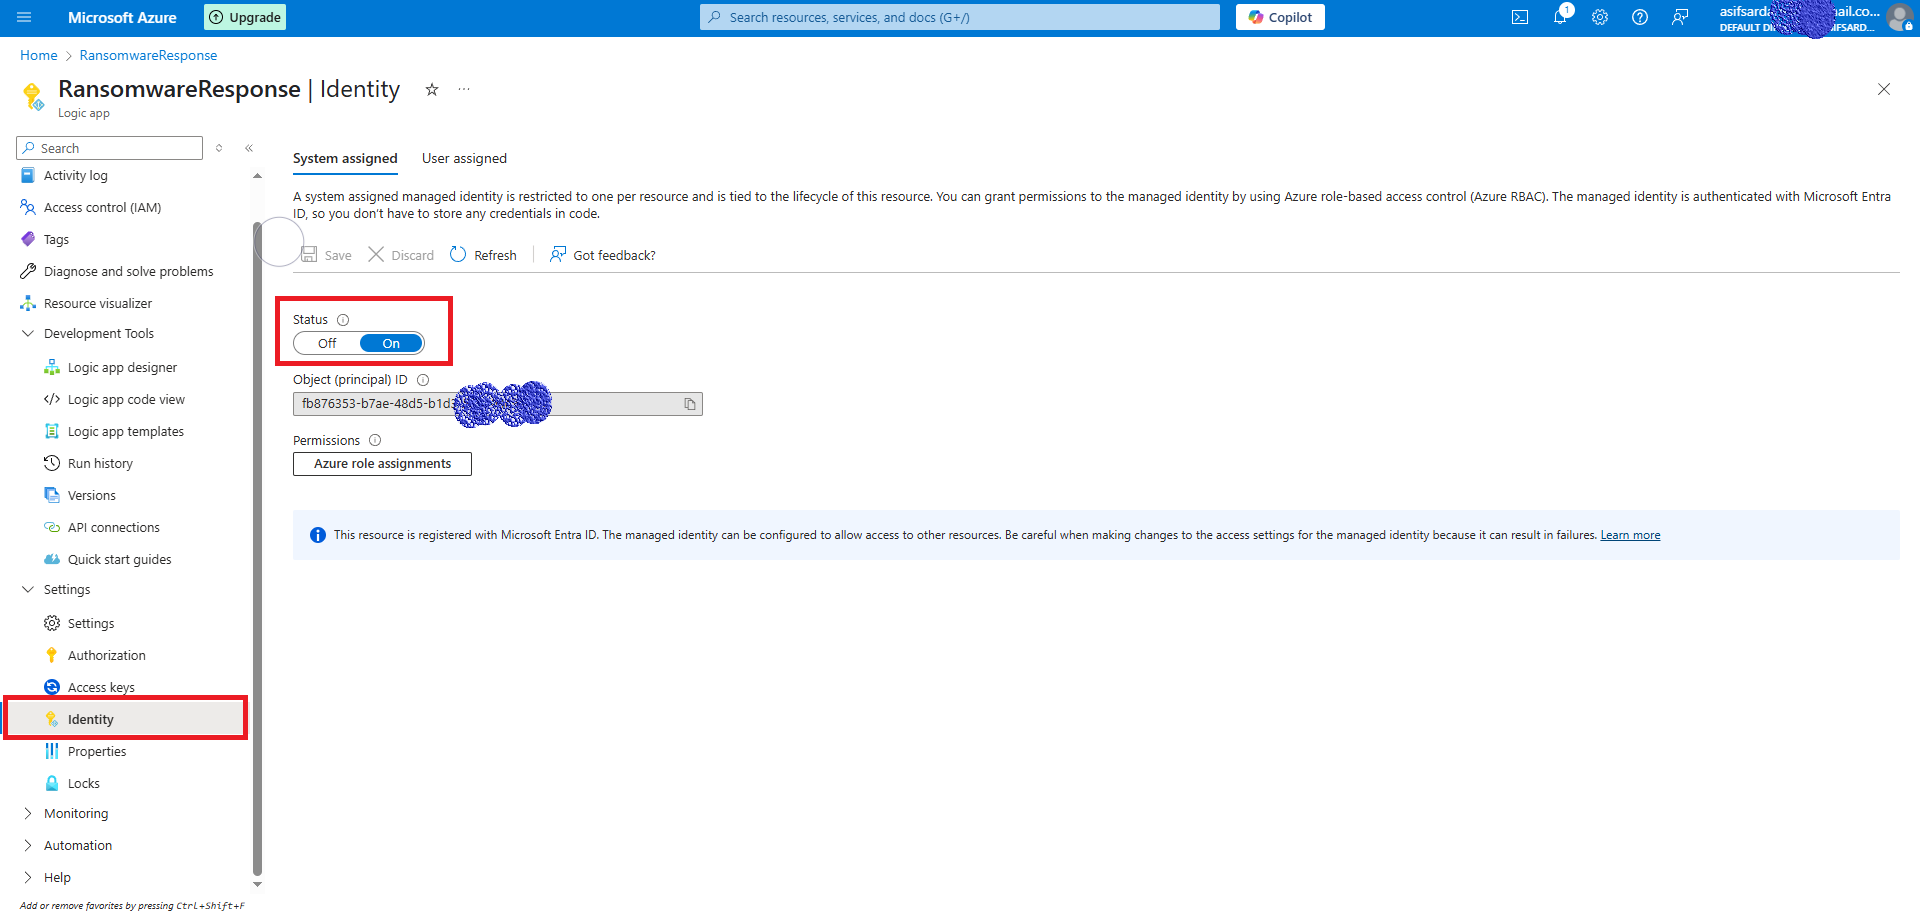 Microsoft Azure
Upgrade
Search resources, services, and docs (G+/)
Copilot
1
DEFAULT
Home > RansomwareResponse
RansomwareResponse | Identity
Logic app
Search
Activity log
Access control (IAM)
Tags
Diagnose and solve problems
Resource visualizer
Development Tools
Logic app designer
Logic app code view
Logic app templates
Run history
Versions
API connections
Quick start guides
Settings
Settings
Authorization
Access keys
Identity
Properties
Locks
Monitoring
Automation
Help
Add or remove favorites by pressing Ctrl+Shift+F
System assigned User assigned
A system assigned managed identity is restricted to one per resource and is tied to the lifecycle of this resource. You can grant permissions to the managed identity by using Azure role-based access control (Azure RBAC). The managed identity is authenticated with Microsoft Entra
ID, so you don't have to store any credentials in code.
Save Discard Refresh Got feedback?
Status
Off On
Object (principal) ID
fb876353-b7ae-48d5-b1d
Permissions
Azure role assignments
This resource is registered with Microsoft Entra ID. The managed identity can be configured to allow access to other resources. Be careful when making changes to the access settings for the managed identity because it can result in failures. Learn more